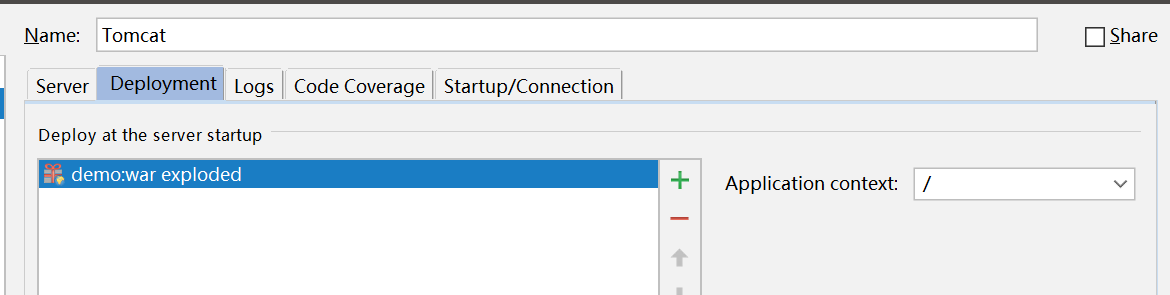 Name: Tomcat Share
Server Deployment Logs Code Coverage Startup/Connection
Deploy at the server startup
demo:war exploded
Application context: /